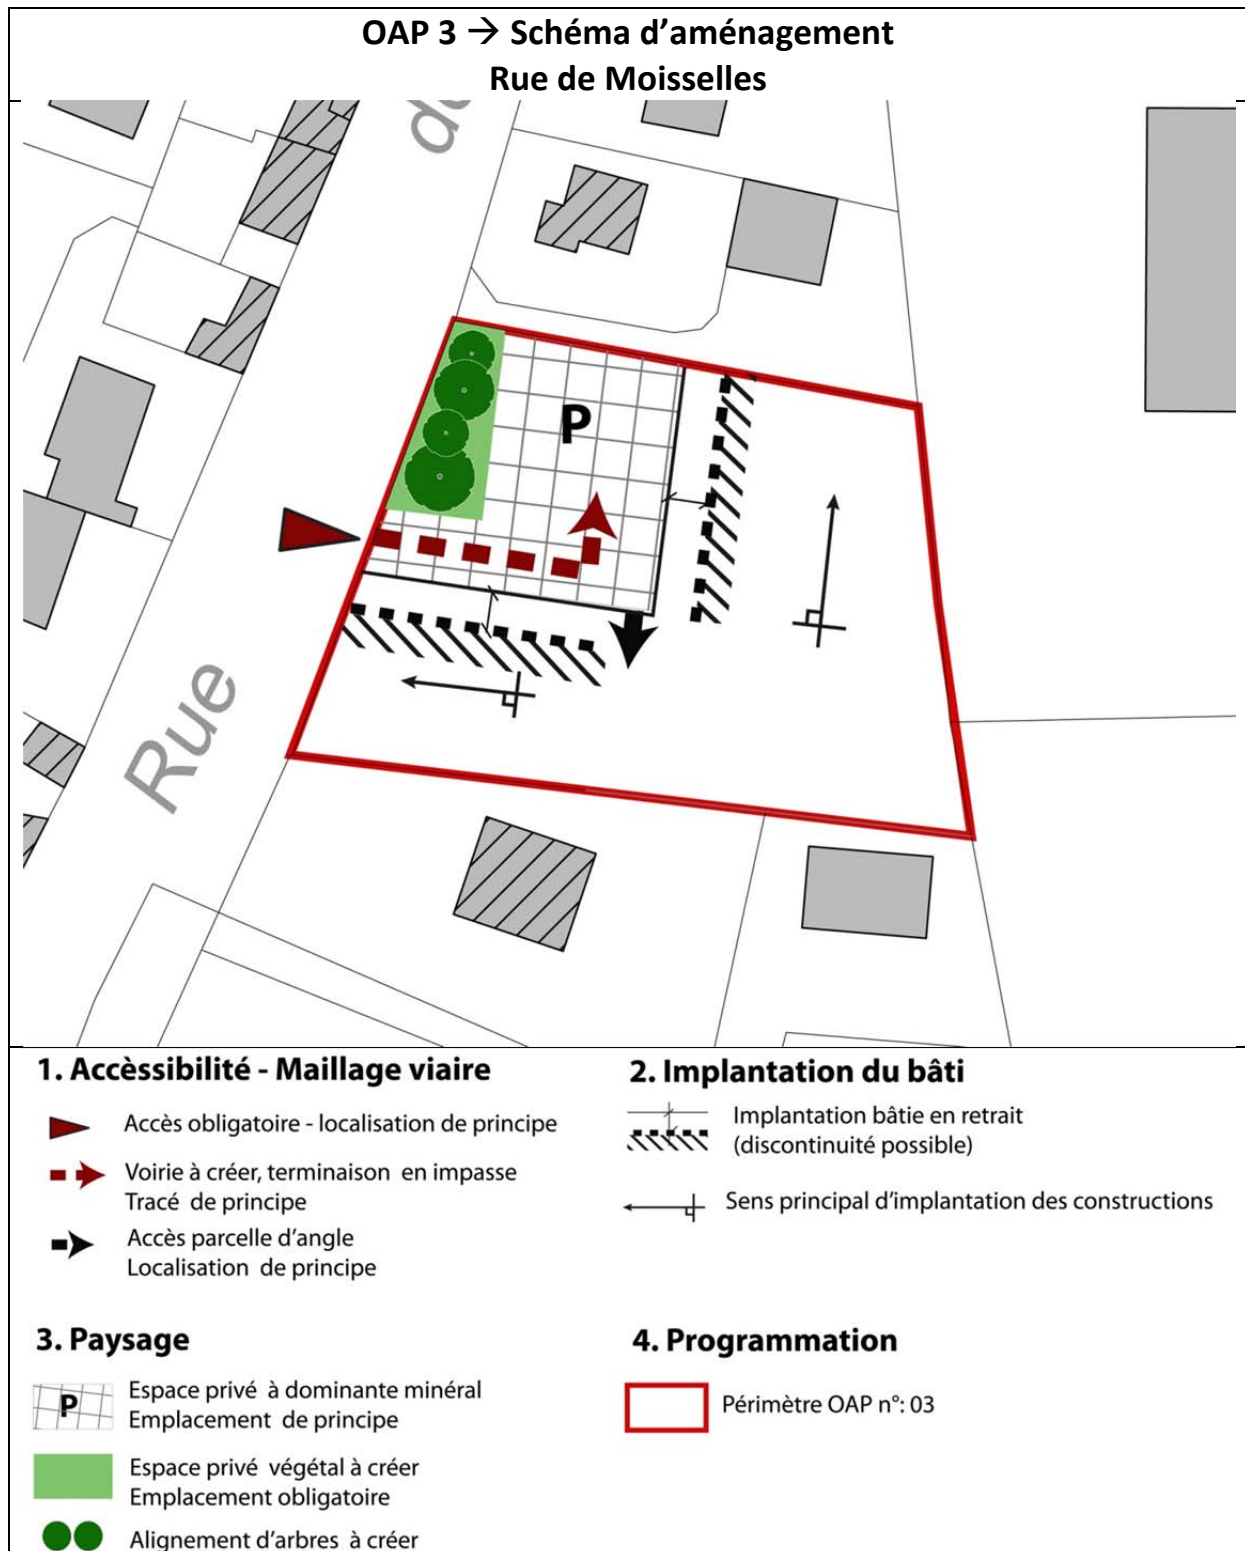 OAP 3 → Schéma d’aménagement
Rue de Moisselles
de
P
Rue
1. Accèssibilité - Maillage viaire
Accès obligatoire - localisation de principe
Voirie à créer, terminaison en impasse
Tracé de principe
Accès parcelle d'angle
Localisation de principe
2. Implantation du bâti
Implantation bâtie en retrait
(discontinuité possible)
Sens principal d'implantation des constructions
3. Paysage
P
Espace privé à dominante minéral
Emplacement de principe
Espace privé végétal à créer
Emplacement obligatoire
Alignement d'arbres à créer
4. Programmation
Périmètre OAP n°: 03